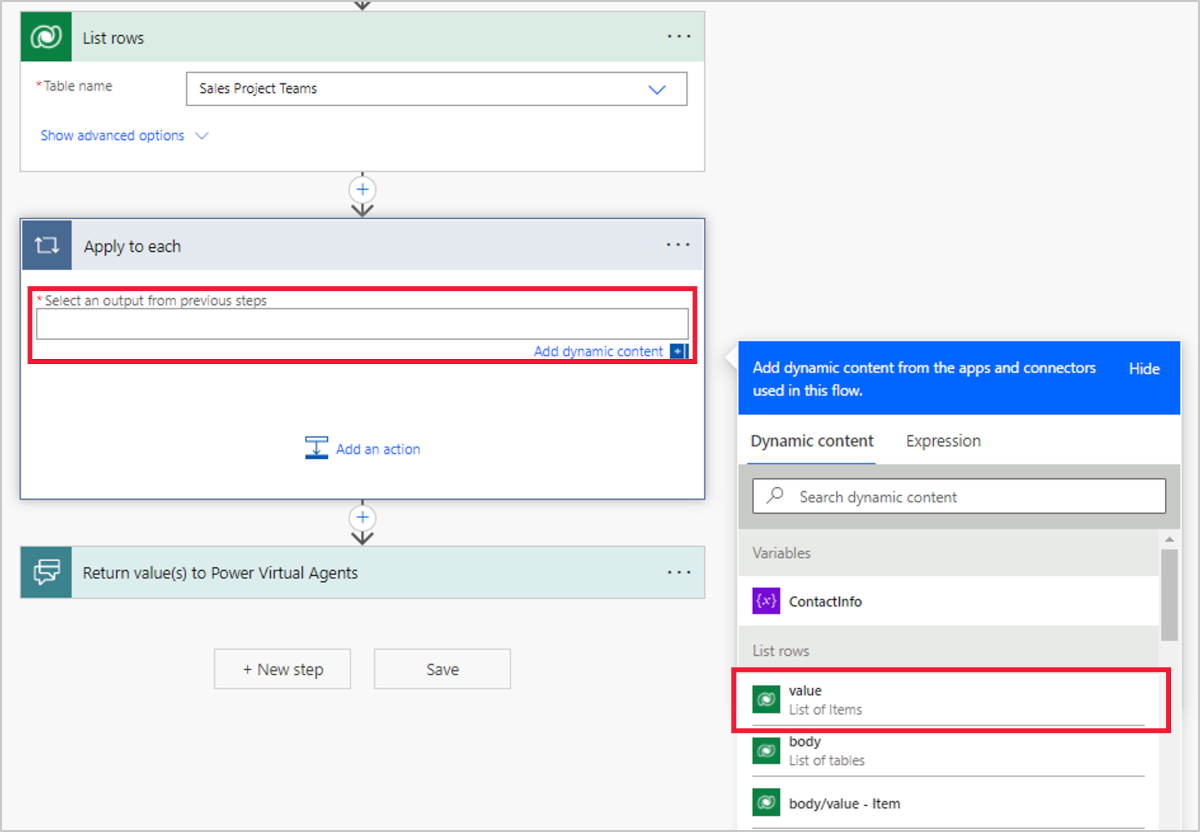 List rows
...
*Table name
Sales Project Teams
Show advanced options
+
Apply to each
...
*Select an output from previous steps
Add dynamic content +
Add an action
+
Return value(s) to Power Virtual Agents
...
+ New step
Save
Add dynamic content from the apps and connectors
used in this flow.
Hide
Dynamic content
Expression
Search dynamic content
Variables
{x} ContactInfo
List rows
value
List of Items
body
List of tables
body/value - Item